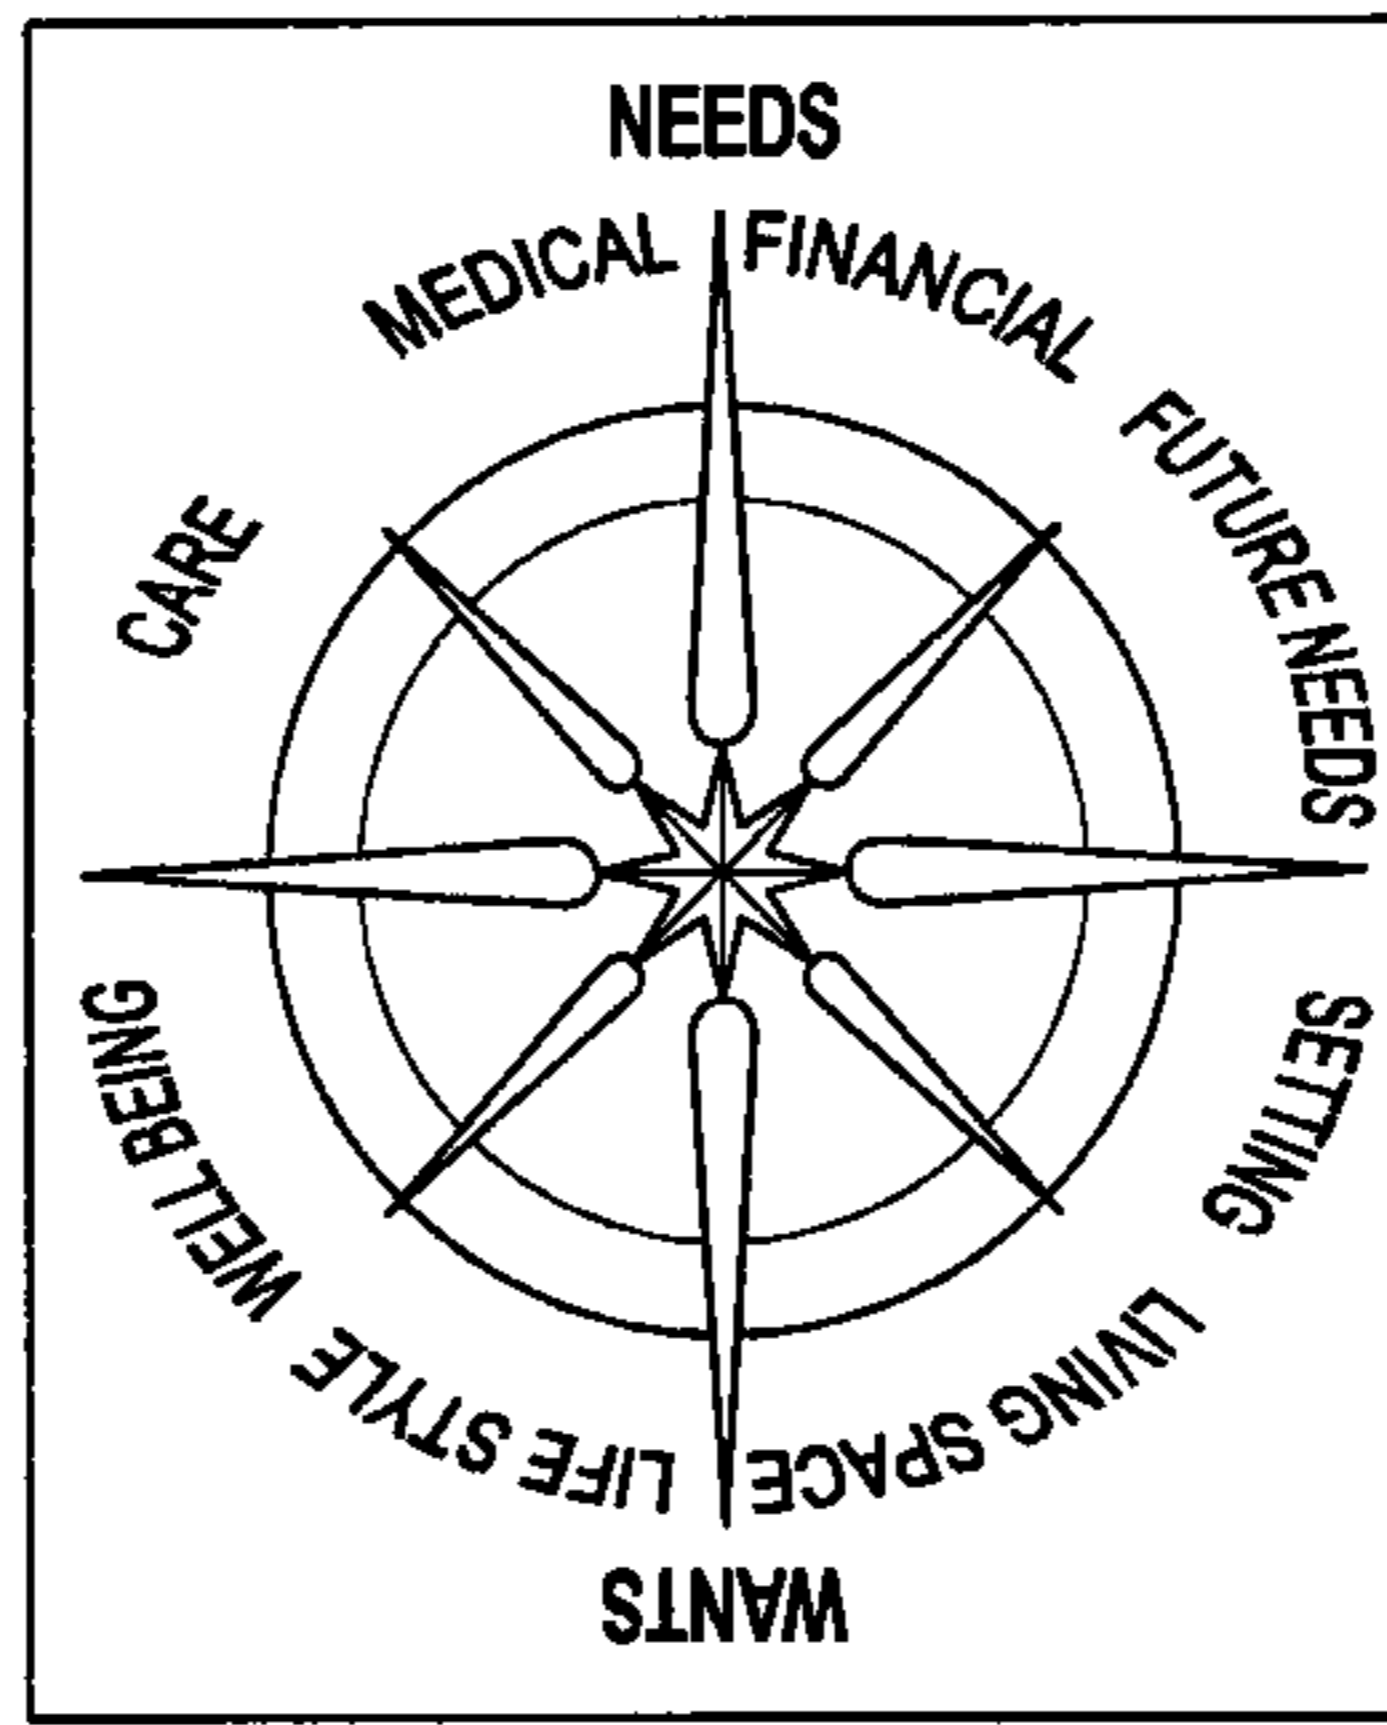 NEEDS
CARE
MEDICAL
FINANCIAL
FUTURE NEEDS
SETTING
LIVING SPACE
LIFE STYLE
WELL BEING
WANTS